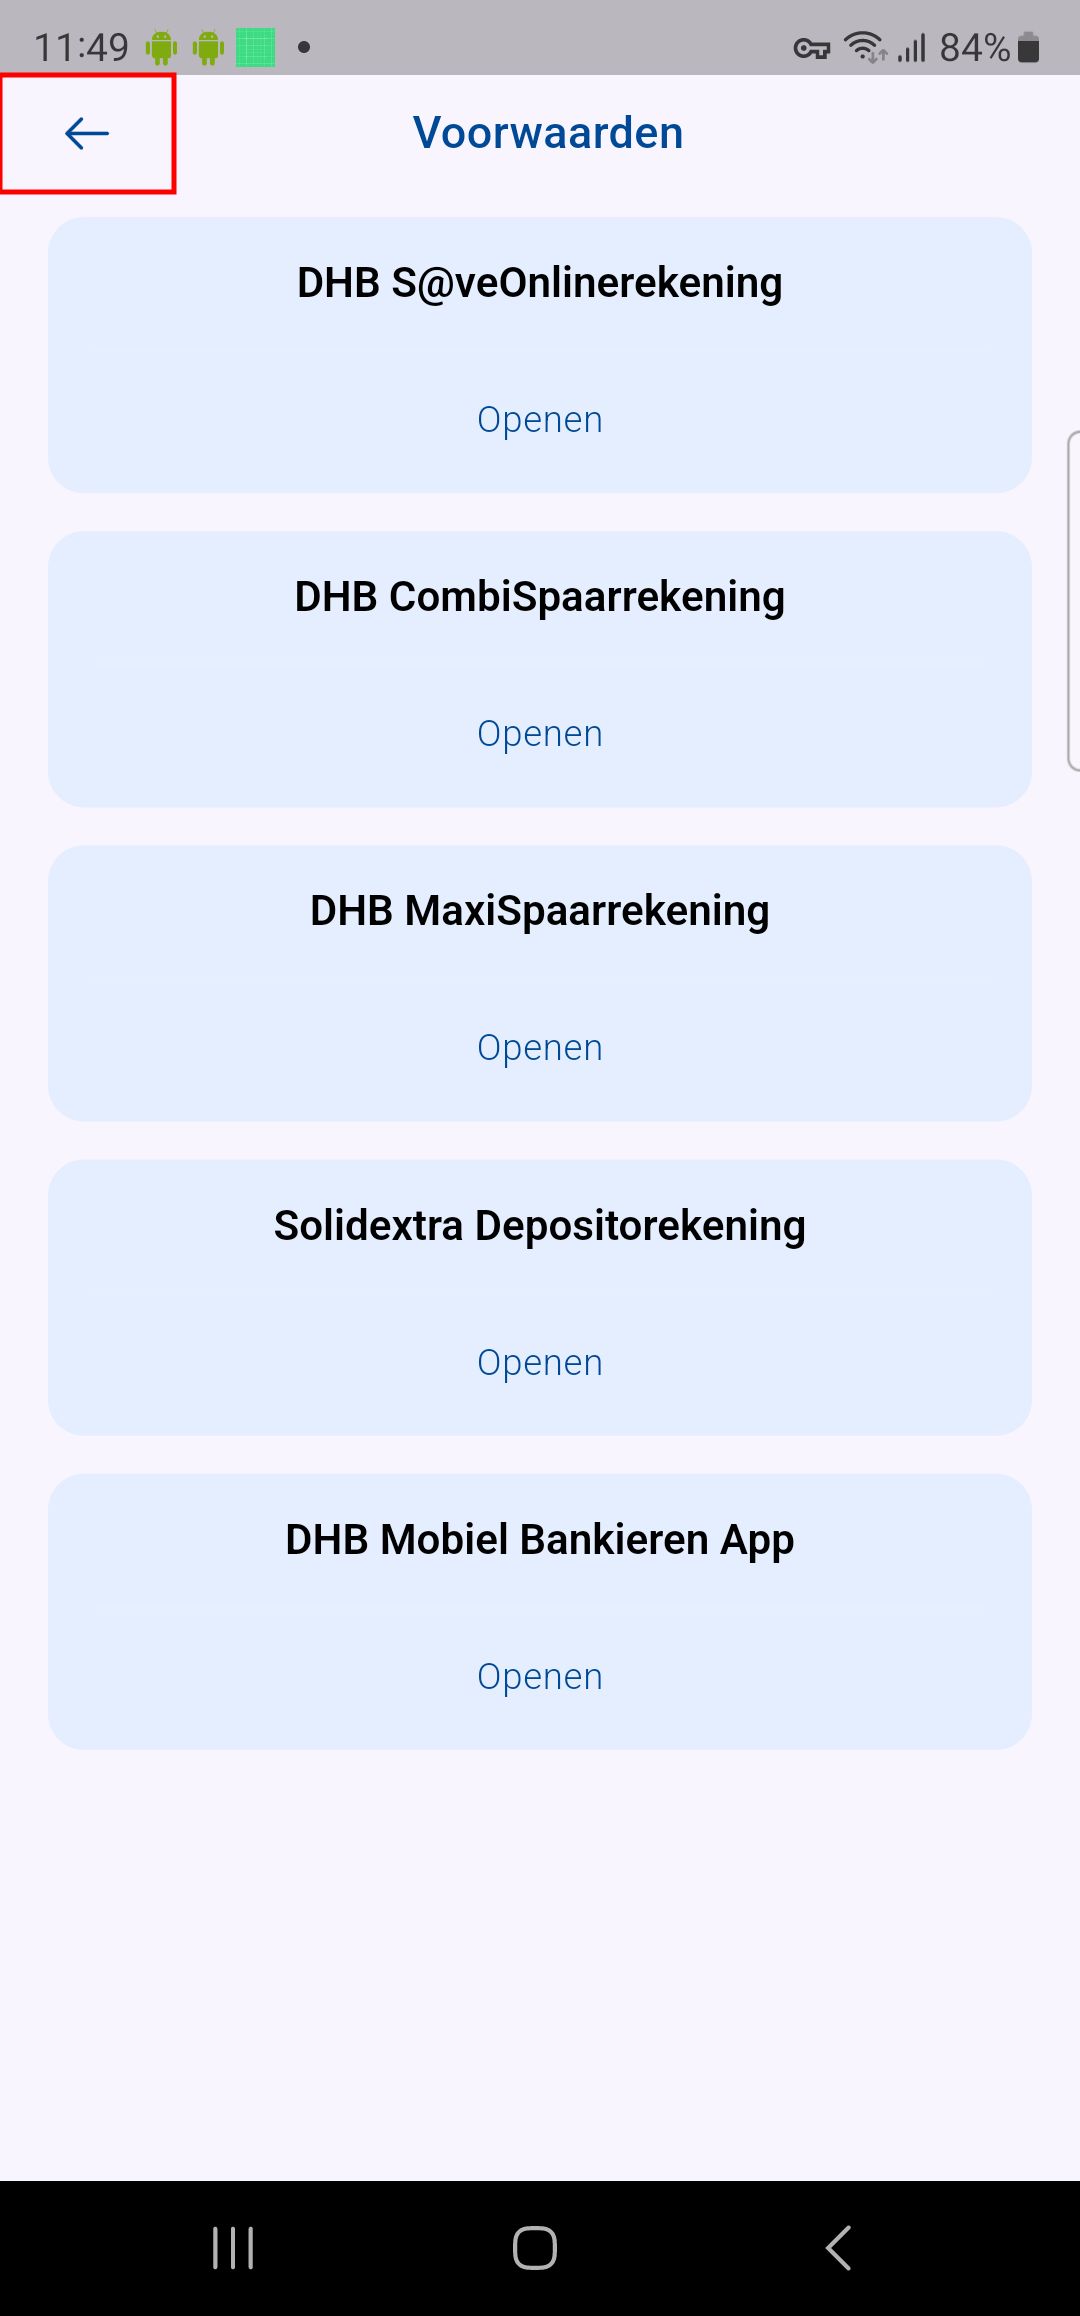 11:49
84%
Voorwaarden
DHB S@veOnlinerekening
Openen
DHB CombiSpaarrekening
Openen
DHB MaxiSpaarrekening
Openen
Solidextra Depositorekening
Openen
DHB Mobiel Bankieren App
Openen